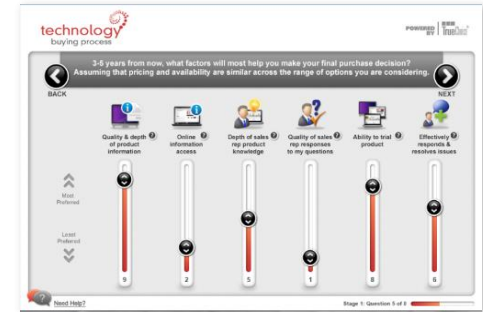 technology
buying process
POWERED
BY
TrueChoice
3-5 years from now, what factors will most help you make your final purchase decision?
Assuming that pricing and availability are similar across the range of options you are considering.
BACK
NEXT
Quality & depth
of product
information
Online
information
access
Depth of sales
rep product
knowledge
Quality of sales
rep responses
to my questions
Ability to trial
product
Effectively
responds &
resolves issues
Most
Preferred
Least
Preferred
9
2
5
1
8
6
Need Help?
Stage 1: Question 5 of 8